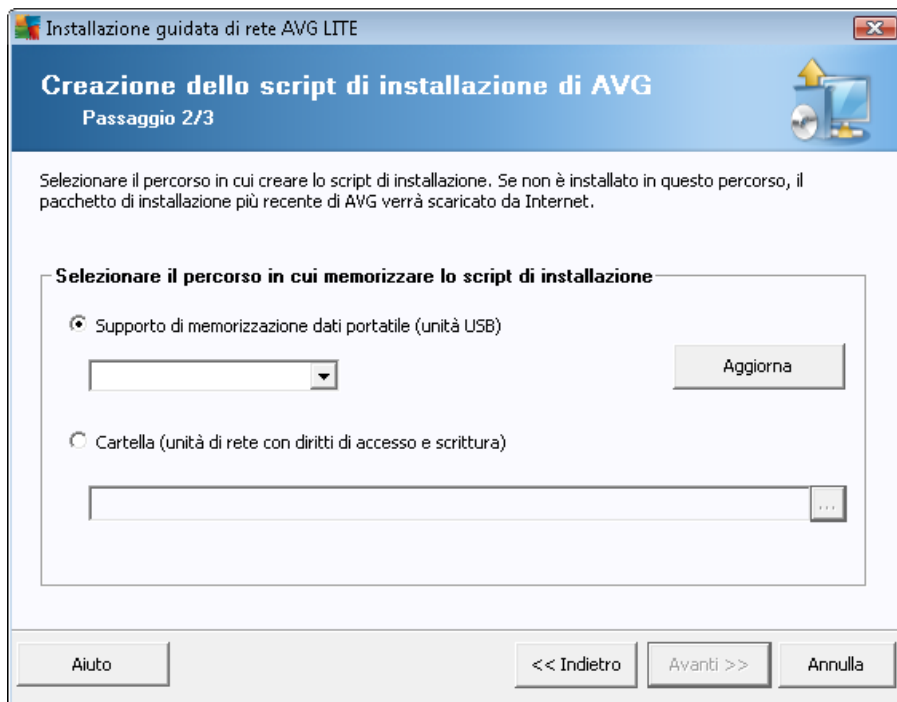 Installazione guidata di rete AVG LITE
Creazione dello script di installazione di AVG
Passaggio 2/3
Selezionare il percorso in cui creare lo script di installazione. Se non è installato in questo percorso, il
pacchetto di installazione più recente di AVG verrà scaricato da Internet.
Selezionare il percorso in cui memorizzare lo script di installazione
Supporto di memorizzazione dati portatile (unità USB)
Aggiorna
Cartella (unità di rete con diritti di accesso e scrittura)
...
Aiuto
<< Indietro
Avanti >>
Annulla